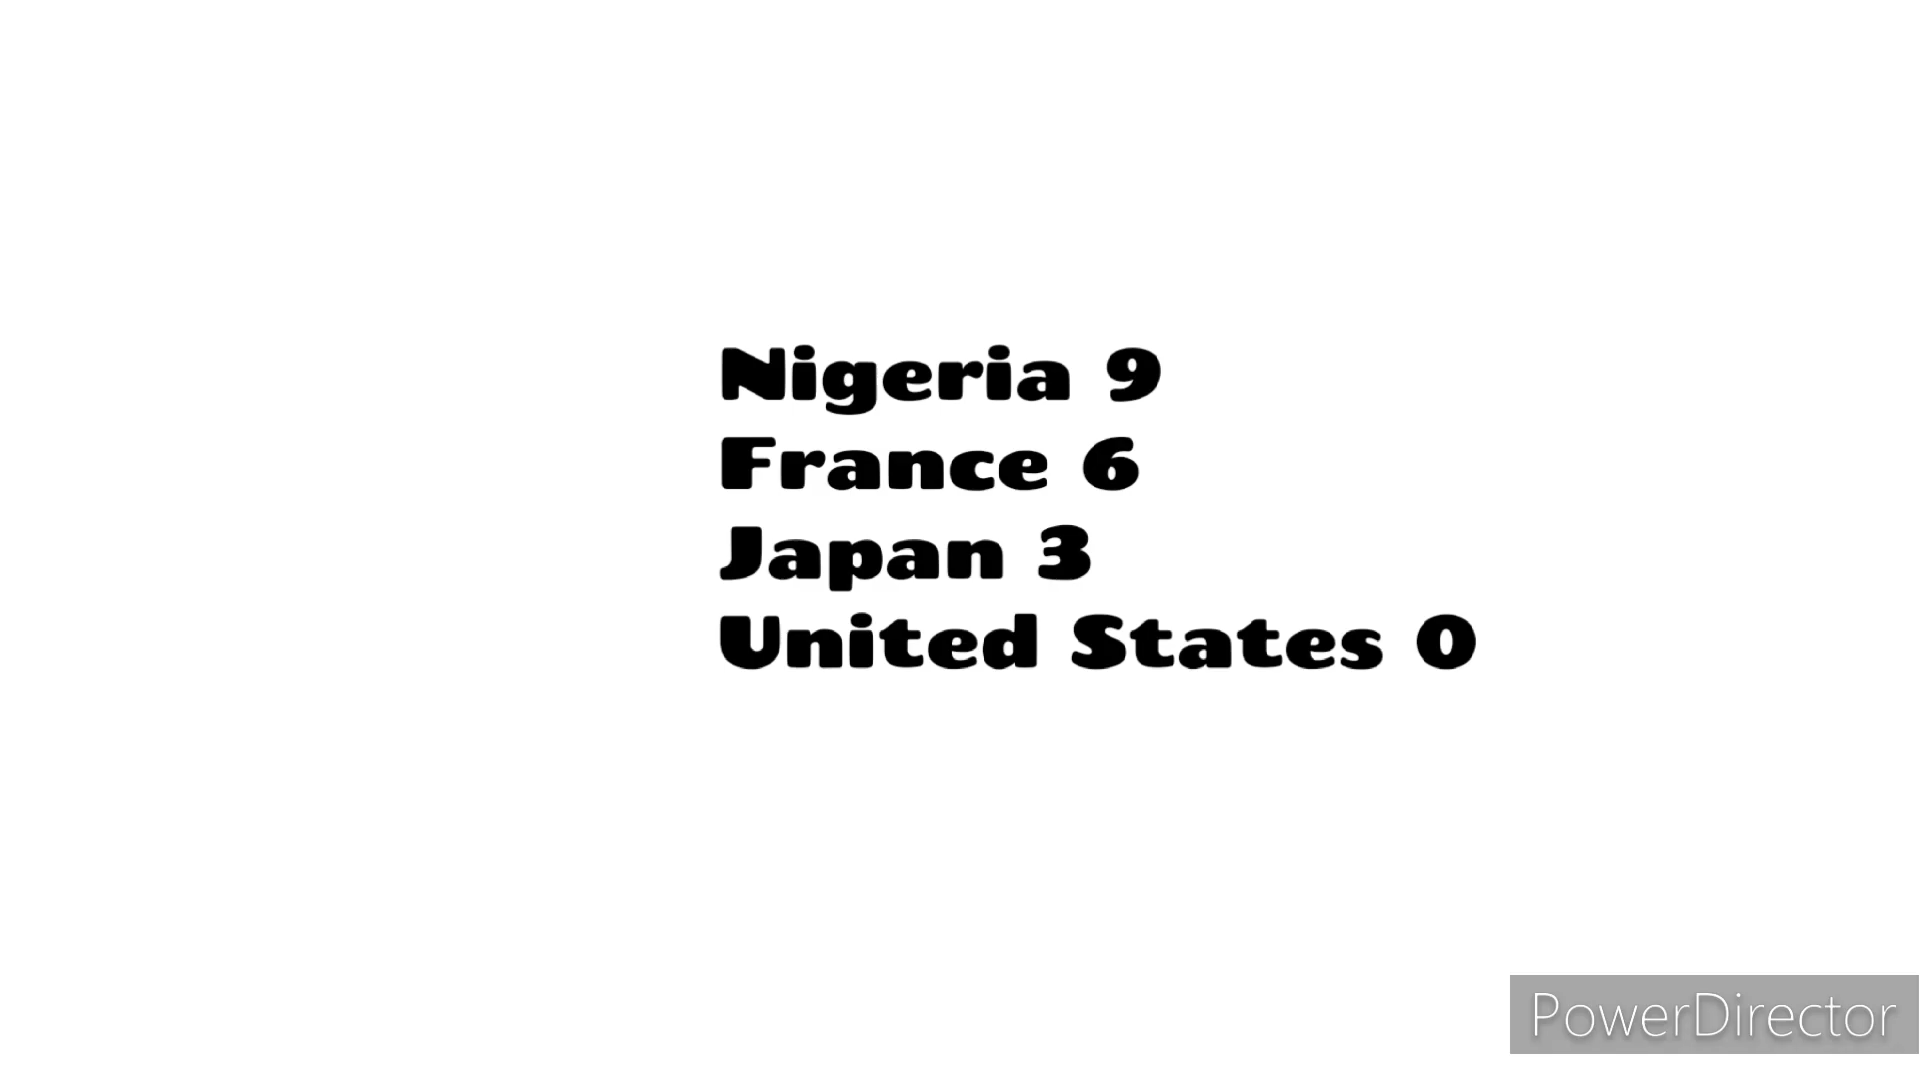 Nigeria 9
France 6
Japan 3
United States 0
PowerDirector